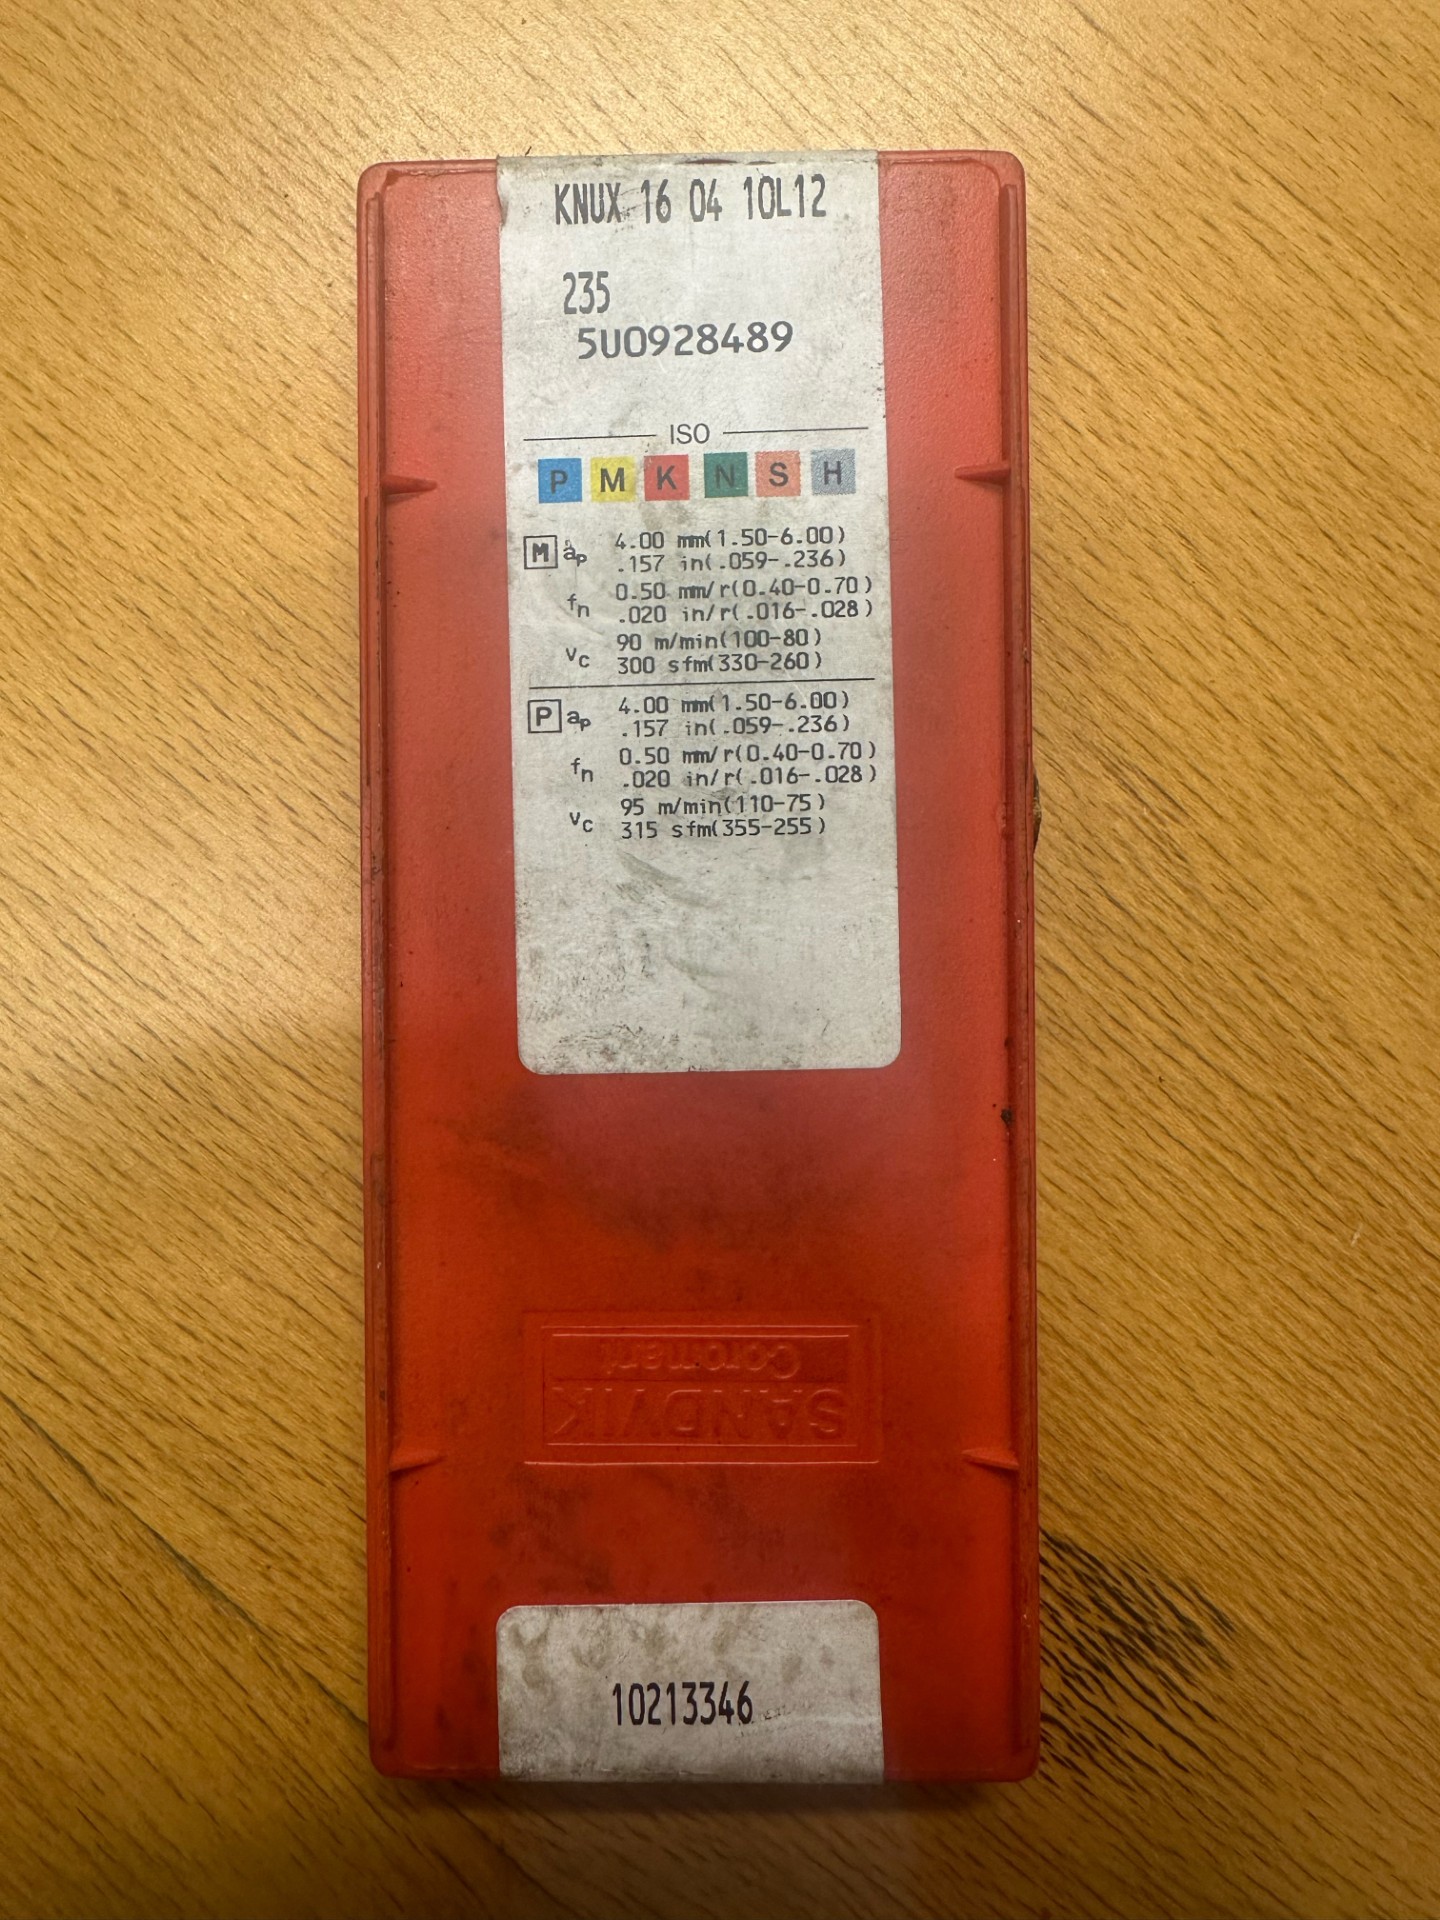 KNUX 16 04 10L12
235
5U0928489
ISO
P M K N S H
M ap 4.00 mm(1.50-6.00)
.157 in(.059-.236)
fn 0.50 mm/r(0.40-0.70)
.020 in/r(.016-.028)
vc 90 m/min(100-80)
300 sfm(330-260)
P ap 4.00 mm(1.50-6.00)
.157 in(.059-.236)
fn 0.50 mm/r(0.40-0.70)
.020 in/r(.016-.028)
vc 95 m/min(110-75)
315 sfm(355-255)
SANDVIK
Coromant
10213346